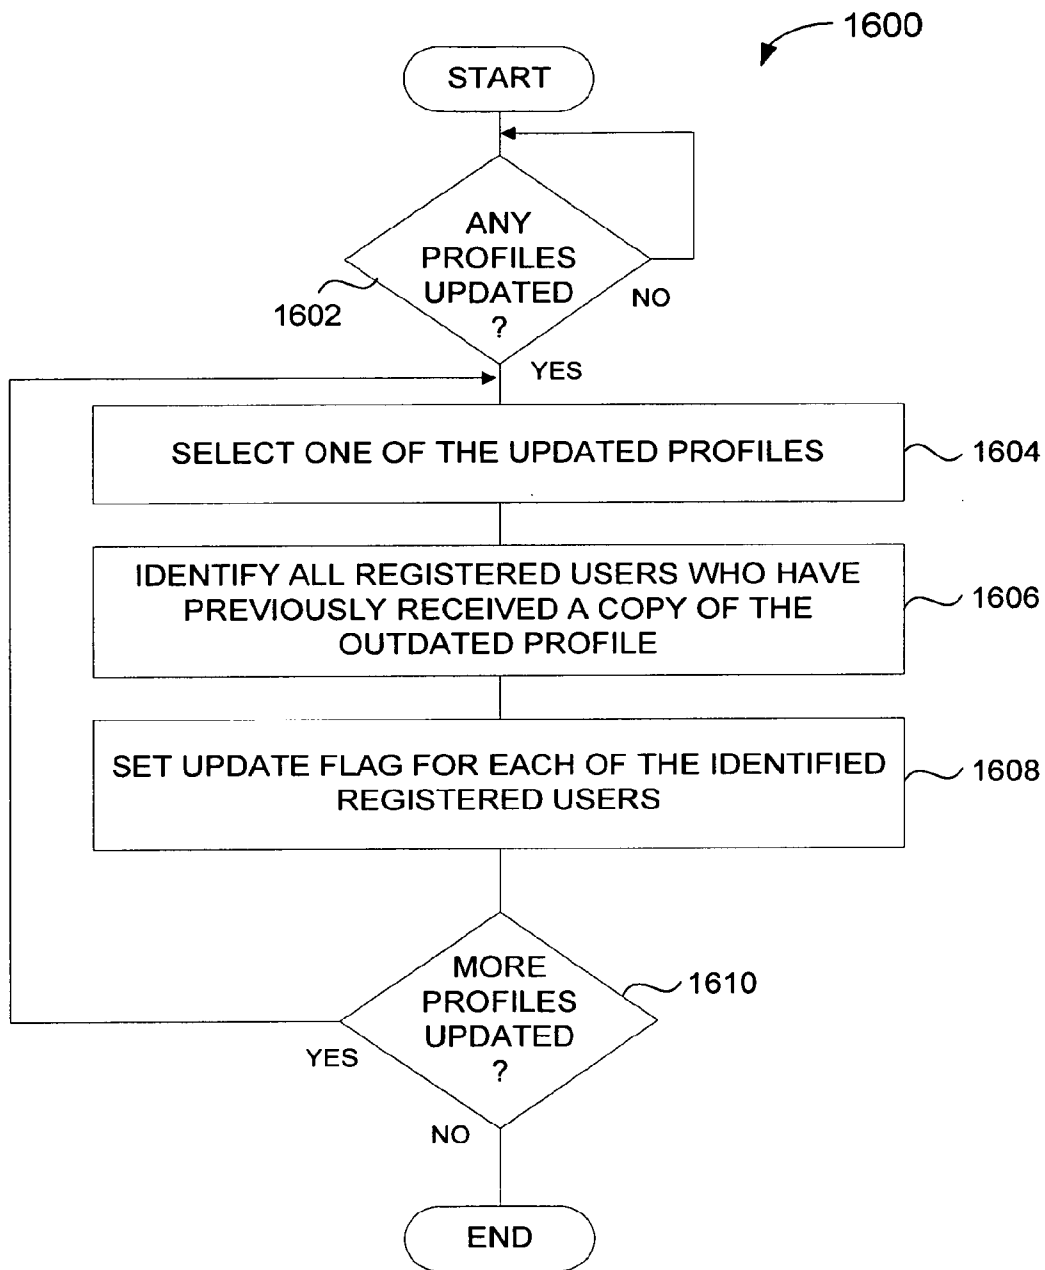 1600
START
ANY
PROFILES
UPDATED
?
1602
NO
YES
SELECT ONE OF THE UPDATED PROFILES
1604
IDENTIFY ALL REGISTERED USERS WHO HAVE
PREVIOUSLY RECEIVED A COPY OF THE
OUTDATED PROFILE
1606
SET UPDATE FLAG FOR EACH OF THE IDENTIFIED
REGISTERED USERS
1608
MORE
PROFILES
UPDATED
?
1610
YES
NO
END